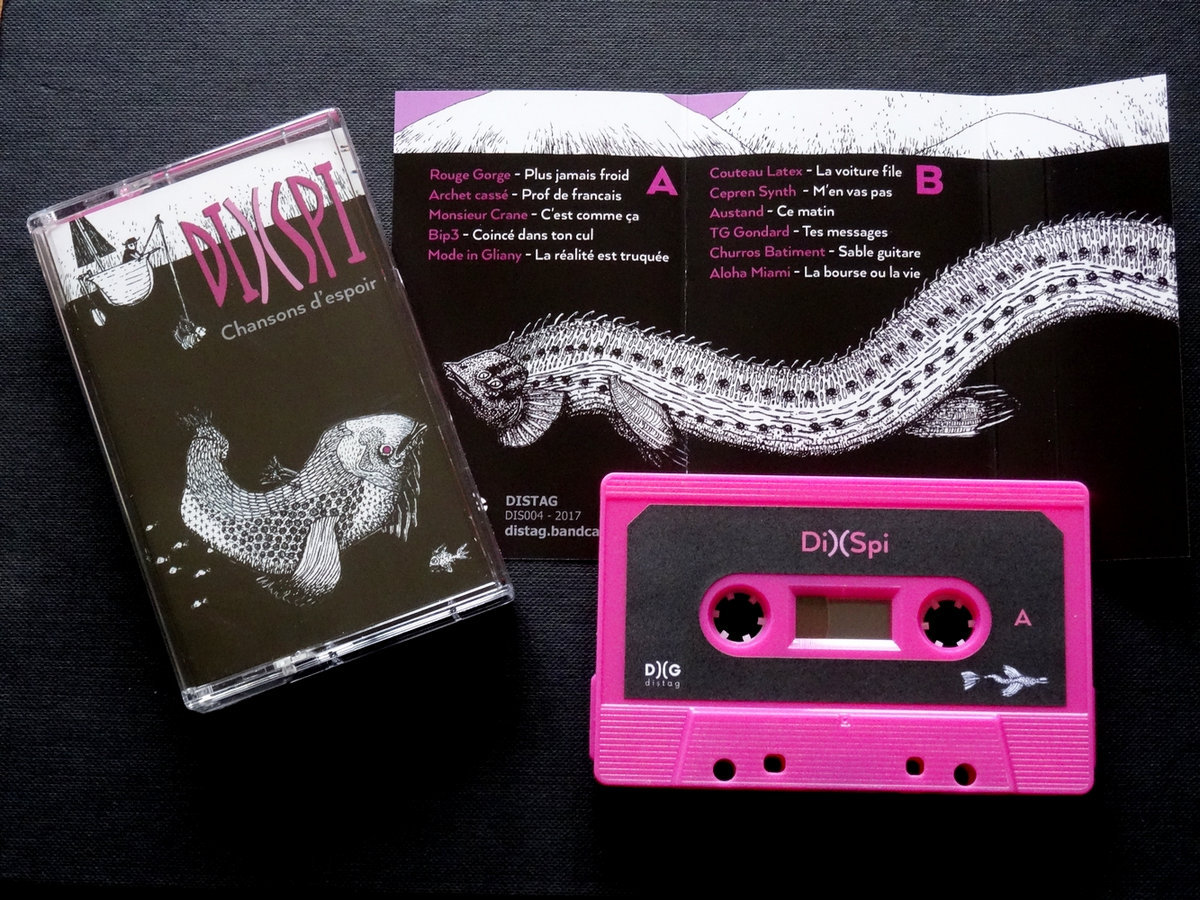 DI)(SPI
Chansons d'espoir
Rouge Gorge - Plus jamais froid
Archet cassé - Prof de francais
Monsieur Crane - C'est comme ça
Bip3 - Coincé dans ton cul
Mode in Gliany - La réalité est truquée
A
Couteau Latex - La voiture file
Cepren Synth - M'en vas pas
Austand - Ce matin
TG Gondard - Tes messages
Churros Batiment - Sable guitare
Aloha Miami - La bourse ou la vie
B
DISTAG
DIS004 - 2017
distag.bandca
Di)(Spi
A
D)(G
distag